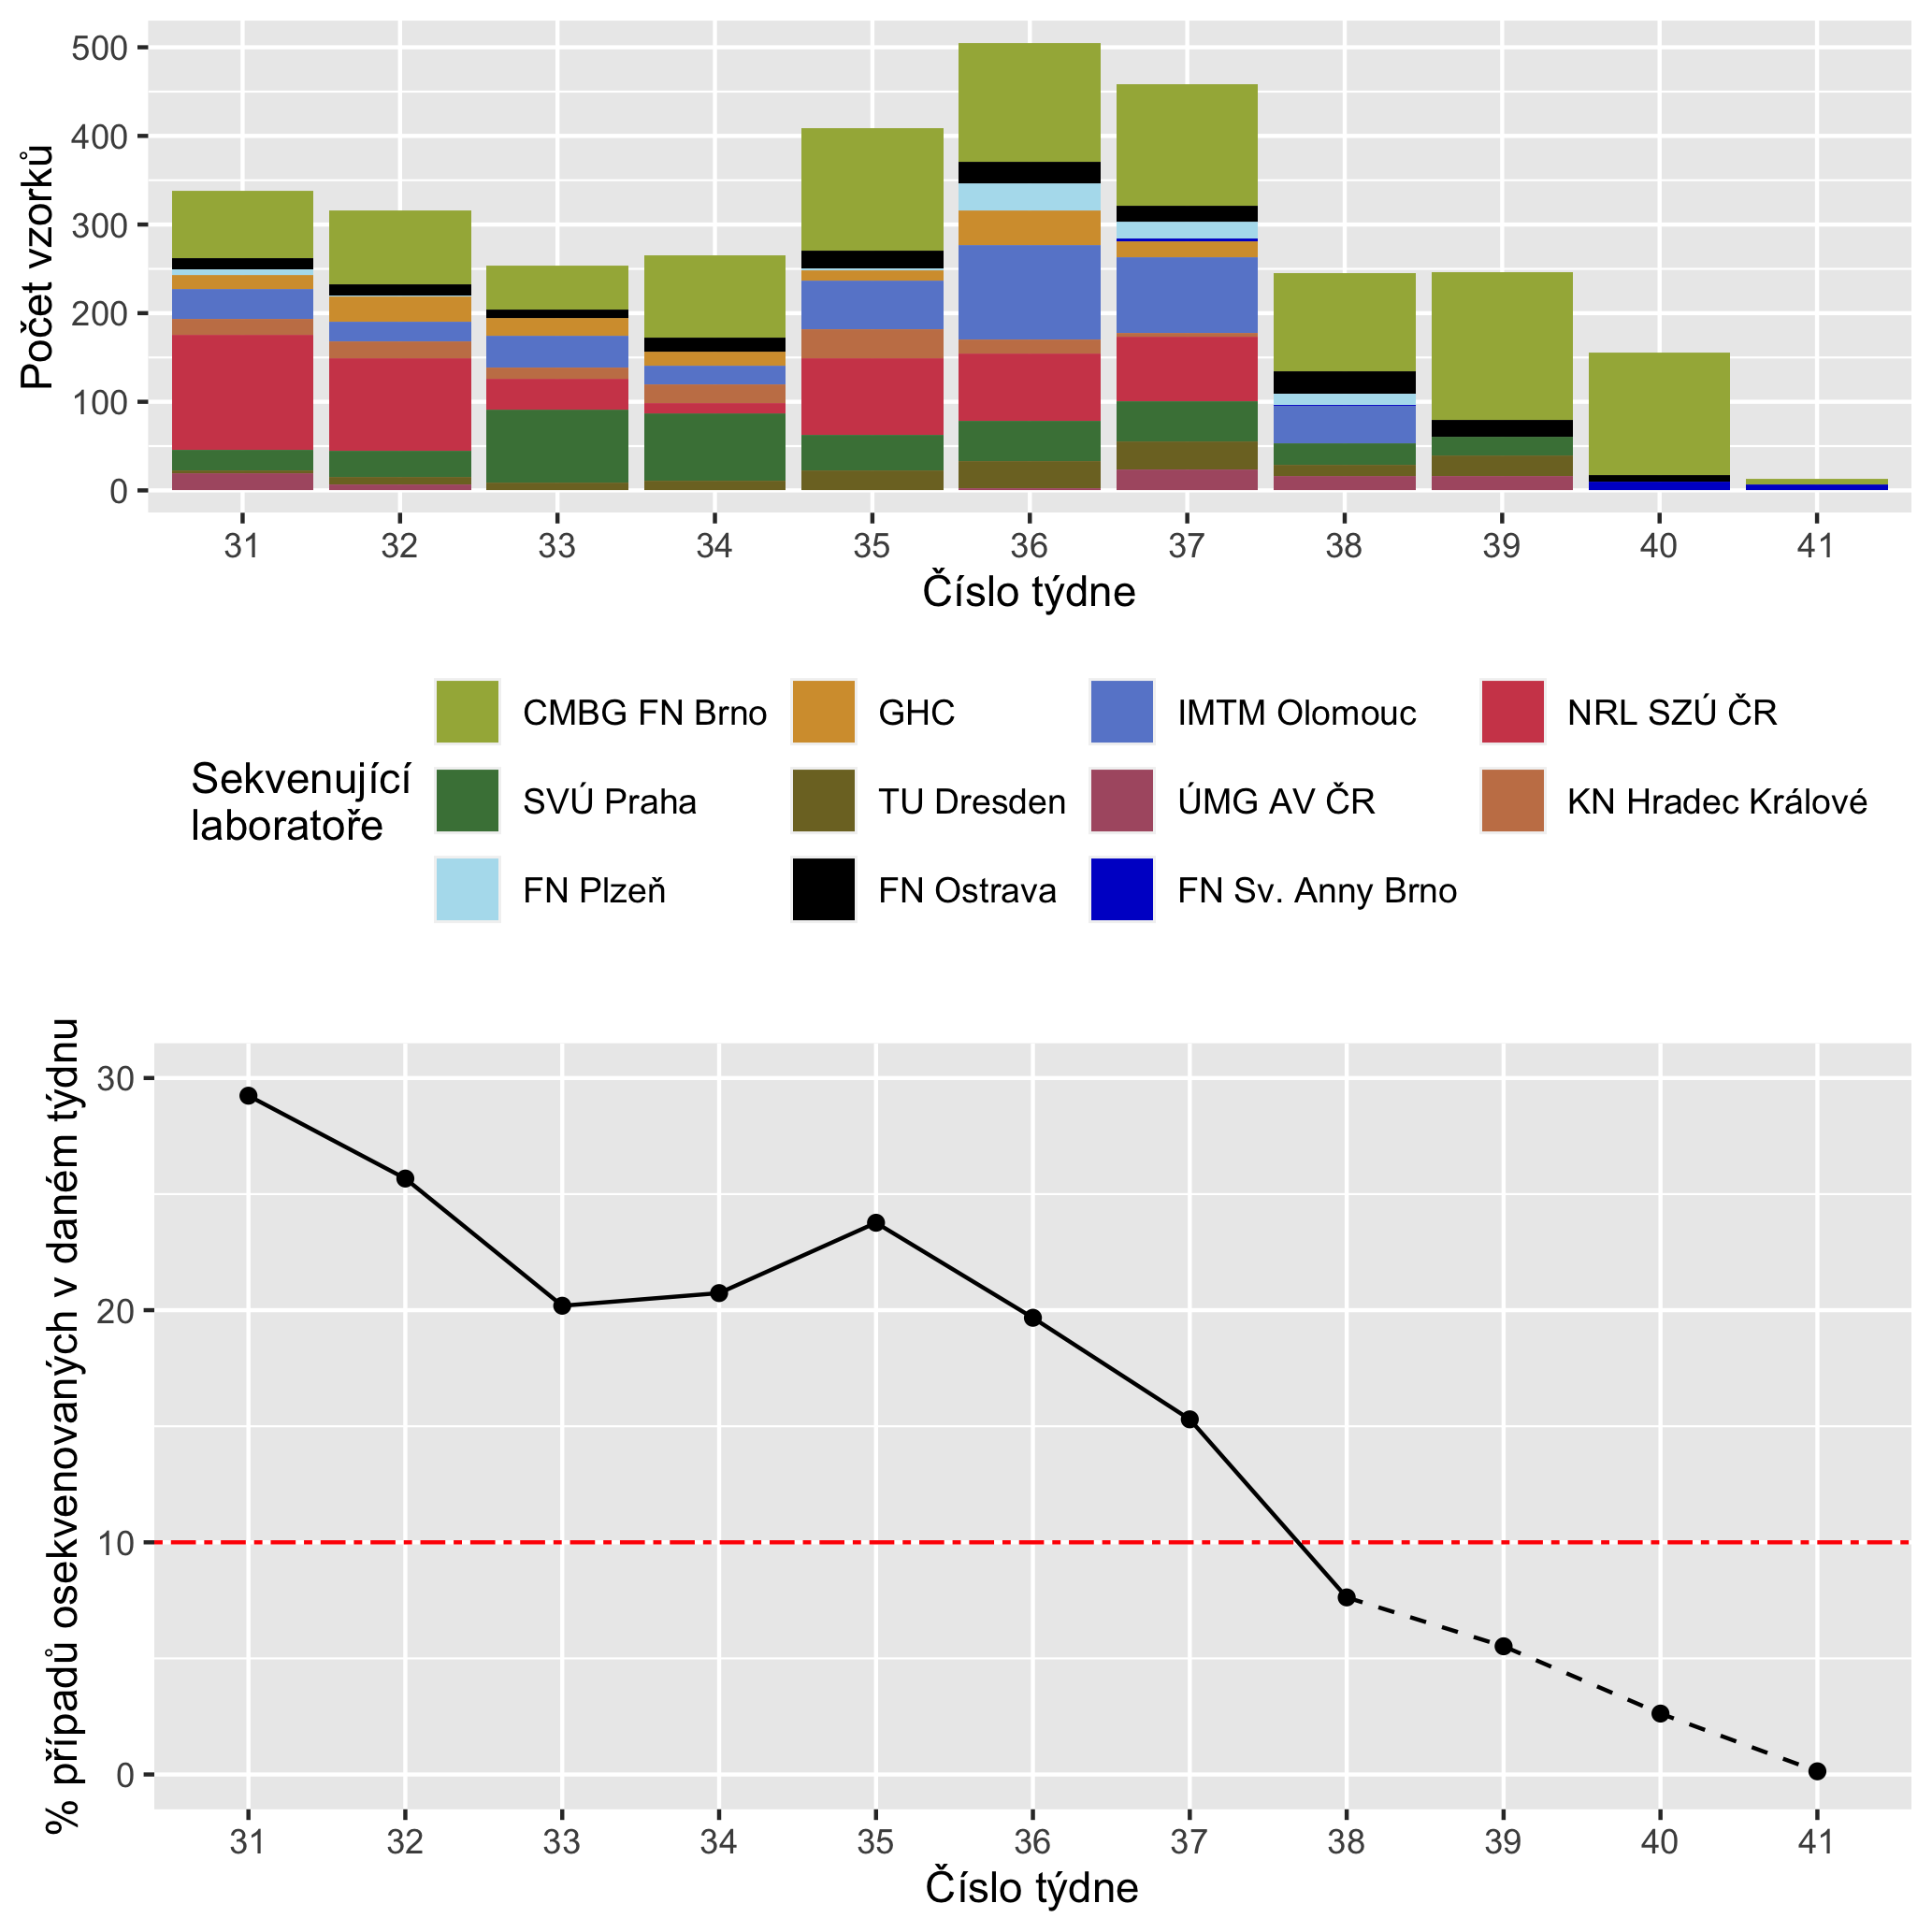 Počet vzorků
500
400
300
200
100
0
31 32 33 34 35 36 37 38 39 40 41
Číslo týdne
Sekvenující
laboratoře
CMBG FN Brno GHC IMTM Olomouc NRL SZÚ ČR
SVÚ Praha TU Dresden ÚMG AV ČR KN Hradec Králové
FN Plzeň FN Ostrava FN Sv. Anny Brno
% případů osekvenovaných v daném týdnu
30
20
10
0
31 32 33 34 35 36 37 38 39 40 41
Číslo týdne